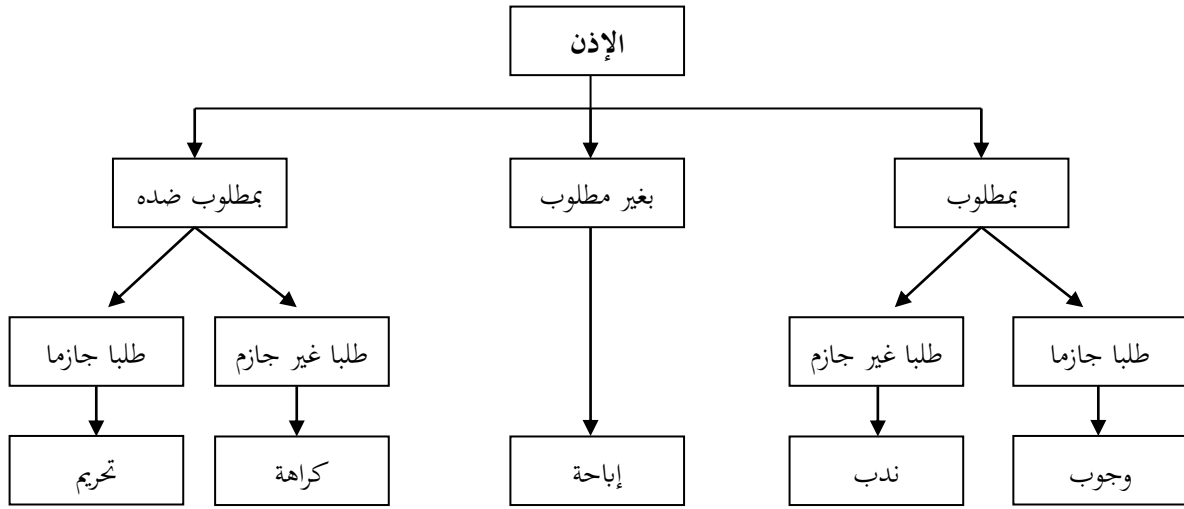 الإذن
بمطلوب
بغير مطلوب
بمطلوب ضده
طلبا جازما
طلبا غير جازم
طلبا غير جازم
طلبا جازما
وجوب
ندب
إباحة
كراهة
تحريم